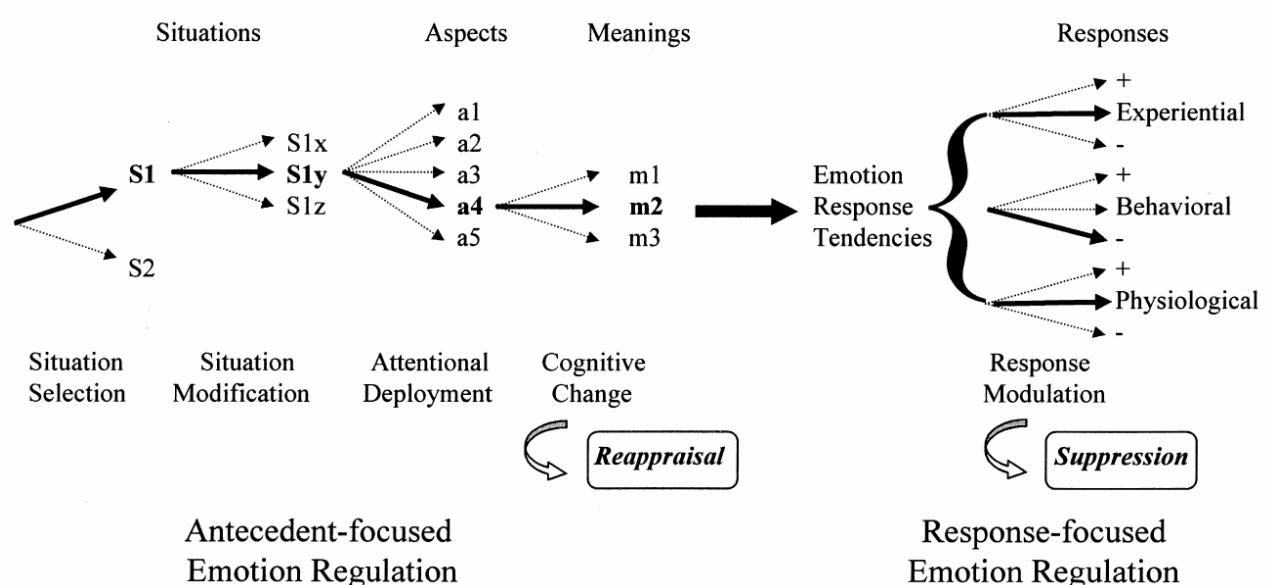 Situations
Aspects
Meanings
Responses
S1
S2
S1x
S1y
S1z
a1
a2
a3
a4
a5
m1
m2
m3
Emotion
Response
Tendencies
+
Experiential
-
+
Behavioral
-
+
Physiological
-
Situation
Selection
Situation
Modification
Attentional
Deployment
Cognitive
Change
Response
Modulation
Reappraisal
Suppression
Antecedent-focused
Emotion Regulation
Response-focused
Emotion Regulation